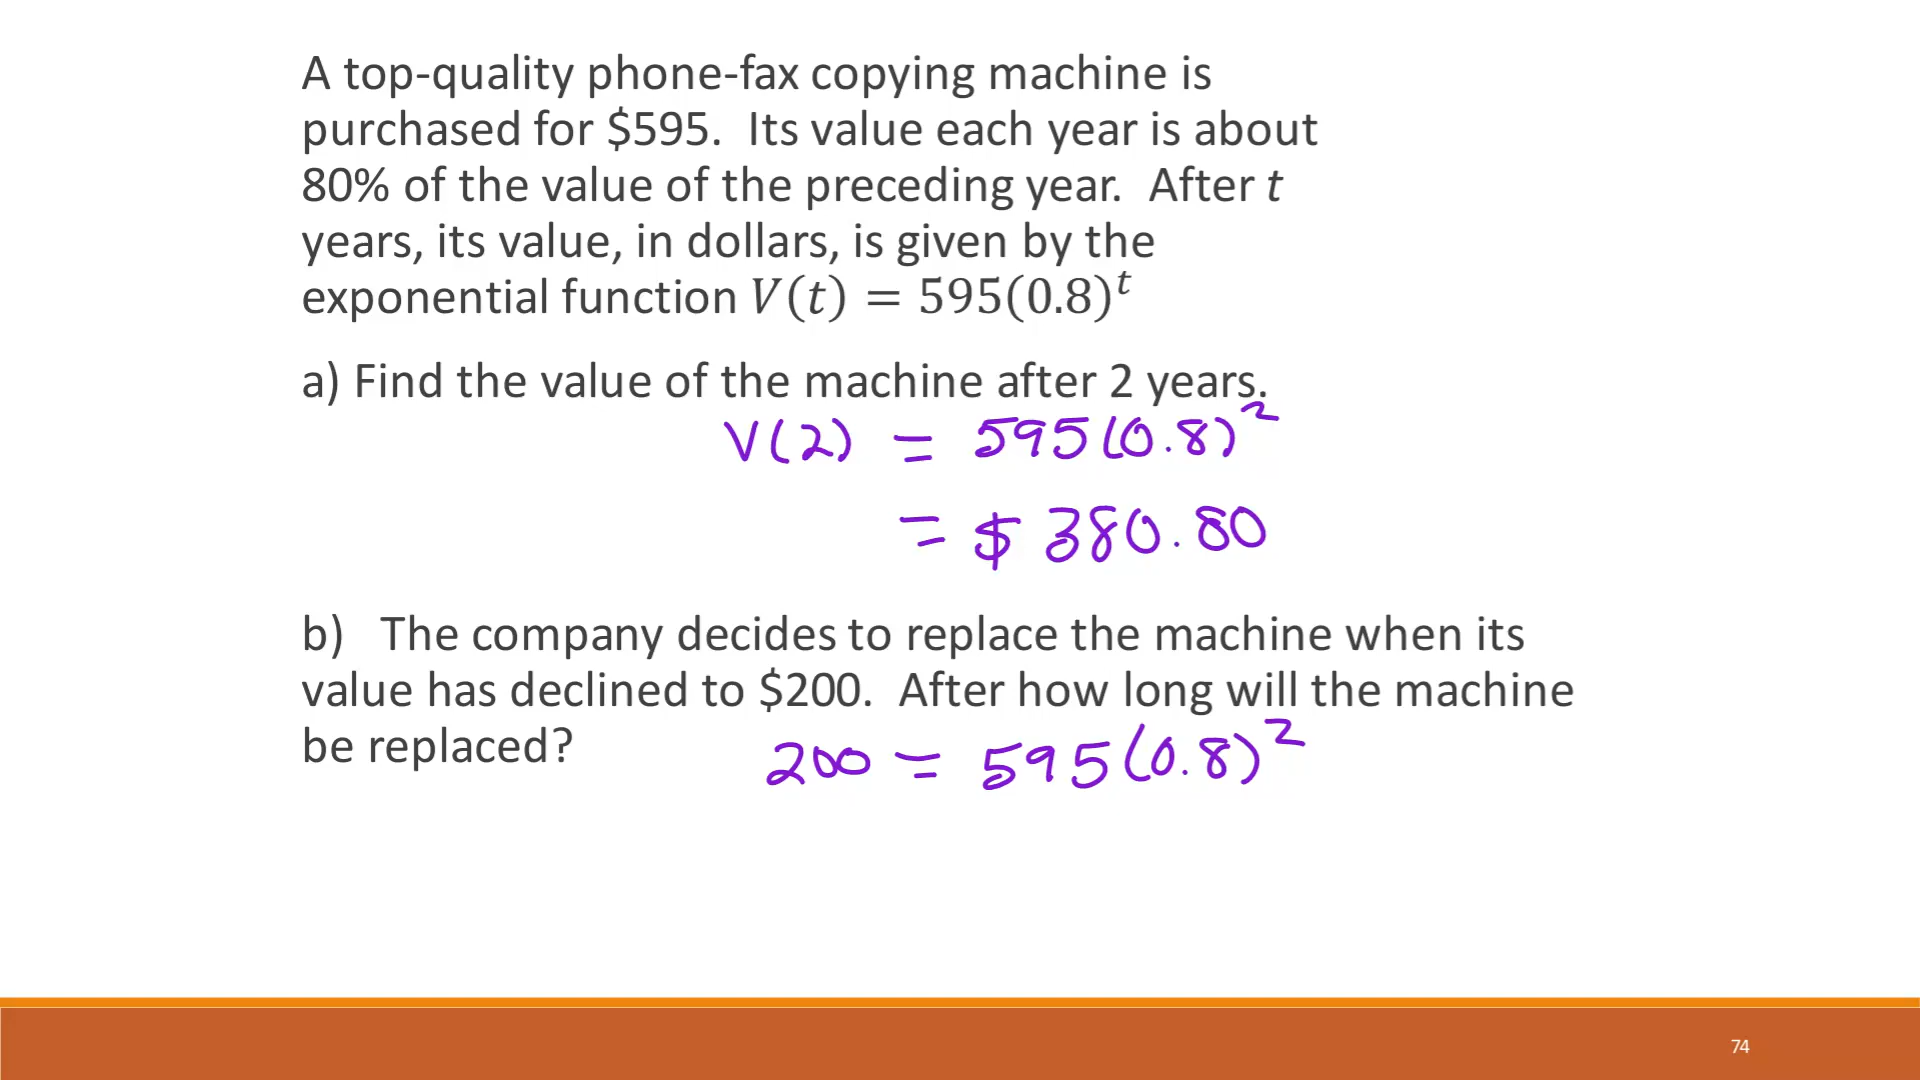 A top-quality phone-fax copying machine is
purchased for $595.  Its value each year is about
80% of the value of the preceding year.  After t
years, its value, in dollars, is given by the
exponential function V(t) = 595(0.8)^t
a) Find the value of the machine after 2 years.
V(2) = 595(0.8)^2
= $ 380.80
b)   The company decides to replace the machine when its
value has declined to $200.  After how long will the machine
be replaced?
200 = 595(0.8)^2
74